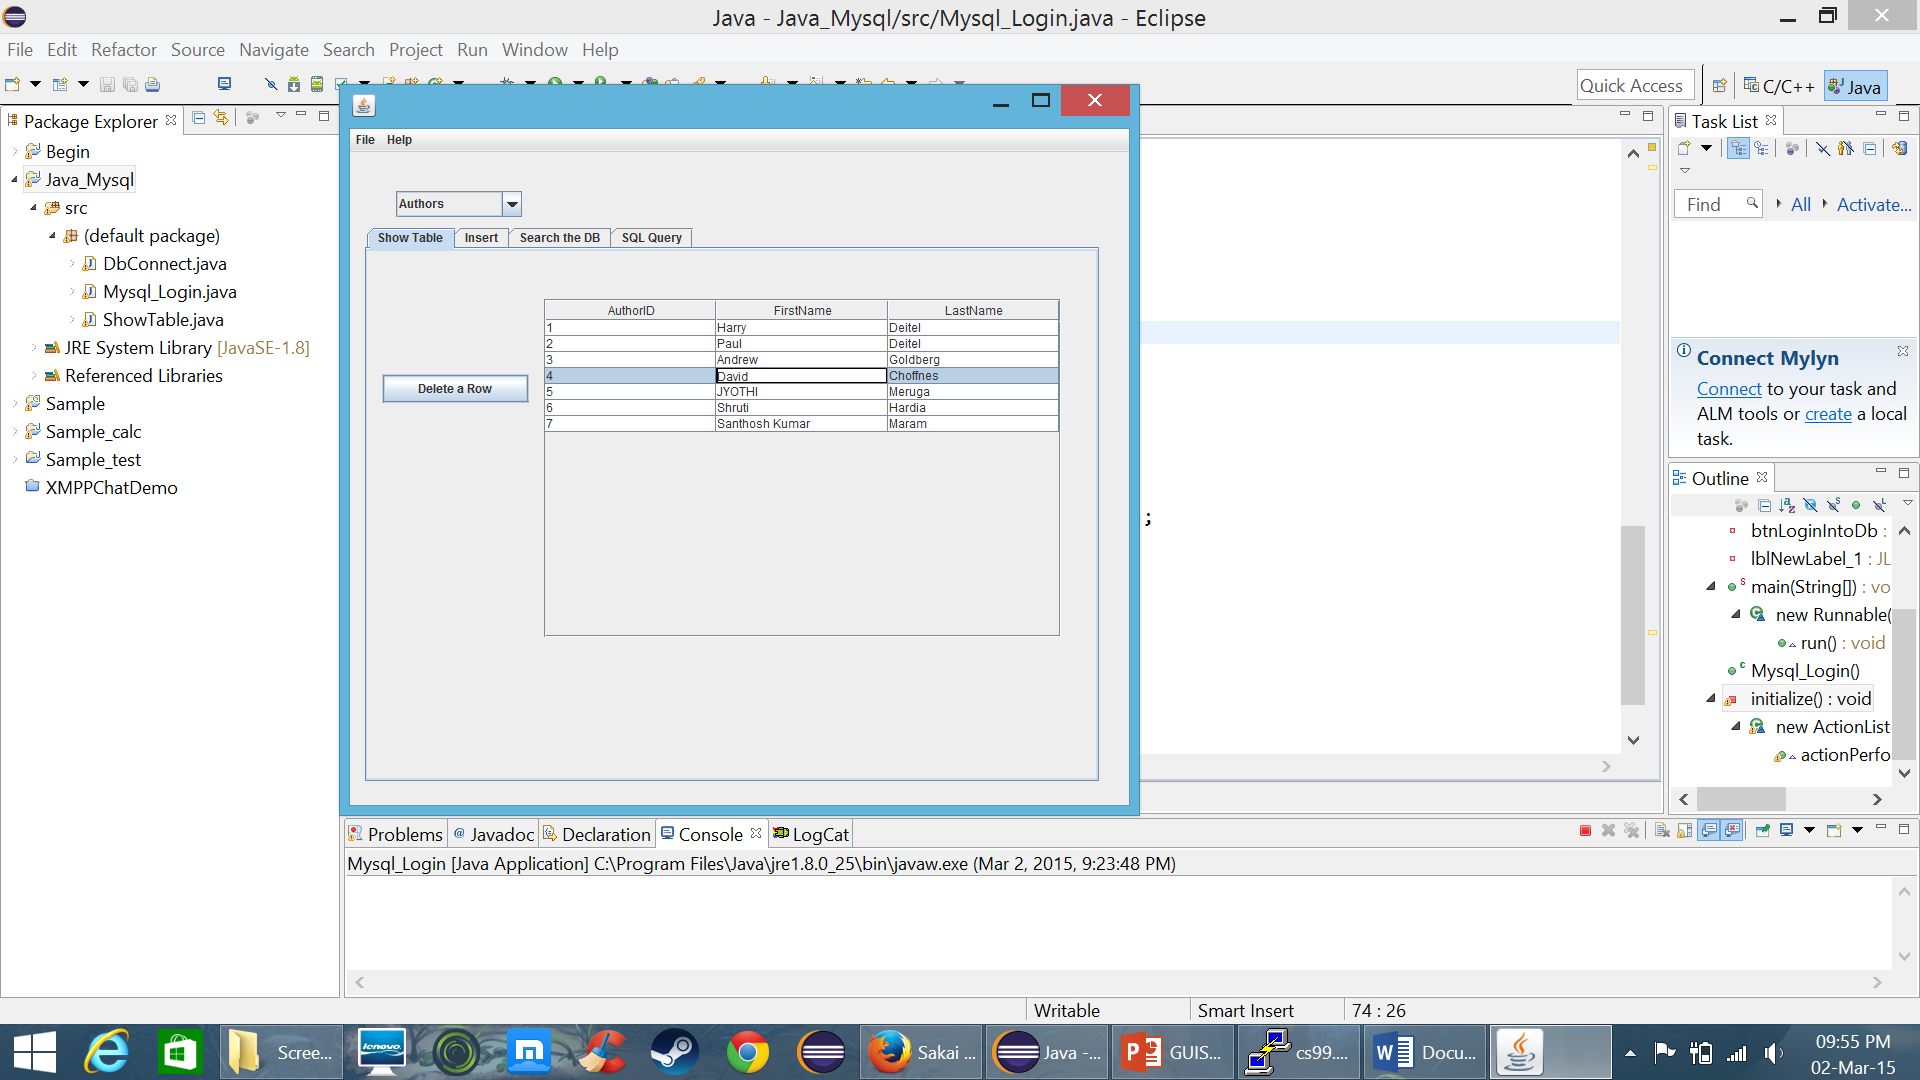 Java - Java_Mysql/src/Mysql_Login.java - Eclipse
File Edit Refactor Source Navigate Search Project Run Window Help
Quick Access
C/C++
Java
Package Explorer
Begin
Java_Mysql
src
(default package)
DbConnect.java
Mysql_Login.java
ShowTable.java
JRE System Library [JavaSE-1.8]
Referenced Libraries
Sample
Sample_calc
Sample_test
XMPPChatDemo
File Help
Authors
Show Table Insert Search the DB SQL Query
Delete a Row
AuthorID FirstName LastName
1 Harry Deitel
2 Paul Deitel
3 Andrew Goldberg
4 David Choffnes
5 JYOTHI Meruga
6 Shruti Hardia
7 Santhosh Kumar Maram
;
Task List
Find All Activate...
Connect Mylyn
Connect to your task and
ALM tools or create a local
task.
Outline
btnLoginIntoDb :
lblNewLabel_1 : JL
main(String[]) : vo
new Runnable(
run() : void
Mysql_Login()
initialize() : void
new ActionList
actionPerfo
Problems @ Javadoc Declaration Console LogCat
Mysql_Login [Java Application] C:\Program Files\Java\jre1.8.0_25\bin\javaw.exe (Mar 2, 2015, 9:23:48 PM)
Writable Smart Insert 74 : 26
Scree... lenovo Sakai ... Java -... GUIS... cs99.... Docu...
09:55 PM
02-Mar-15